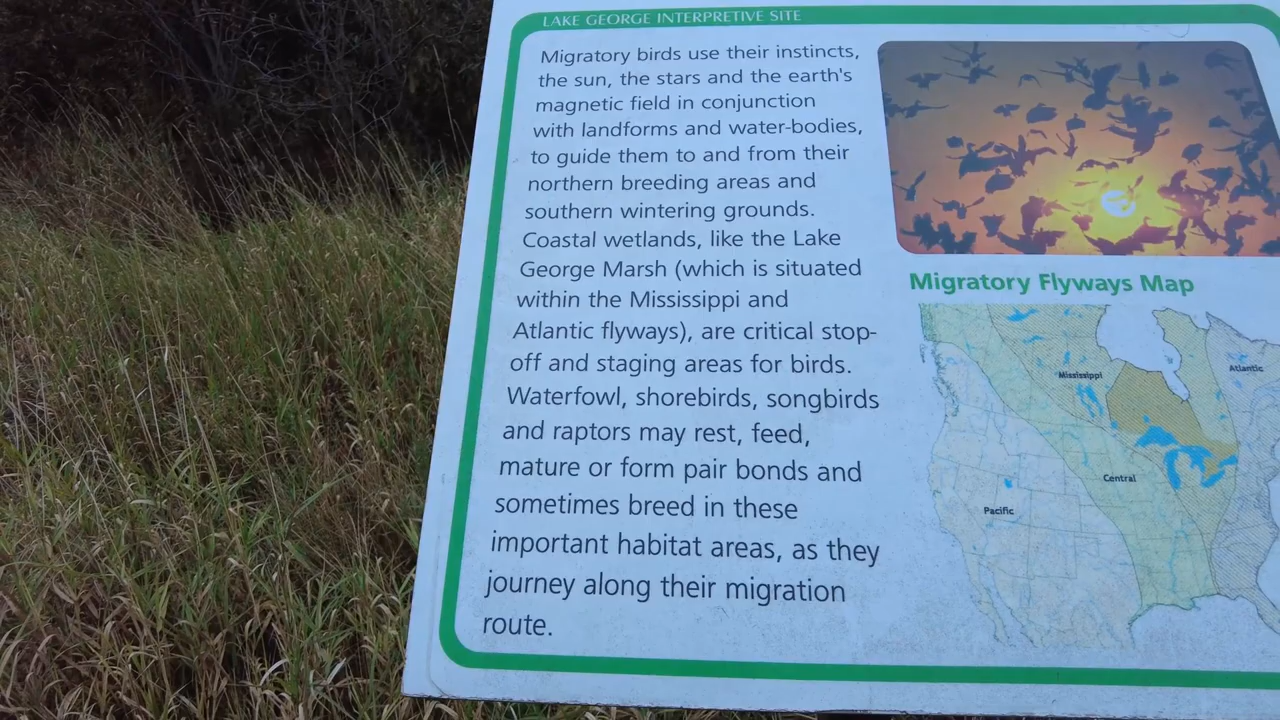 LAKE GEORGE INTERPRETIVE SITE
Migratory birds use their instincts,
the sun, the stars and the earth's
magnetic field in conjunction
with landforms and water-bodies,
to guide them to and from their
northern breeding areas and
southern wintering grounds.
Coastal wetlands, like the Lake
George Marsh (which is situated
within the Mississippi and
Atlantic flyways), are critical stop-
off and staging areas for birds.
Waterfowl, shorebirds, songbirds
and raptors may rest, feed,
mature or form pair bonds and
sometimes breed in these
important habitat areas, as they
journey along their migration
route.
Migratory Flyways Map
Mississippi
Atlantic
Central
Pacific